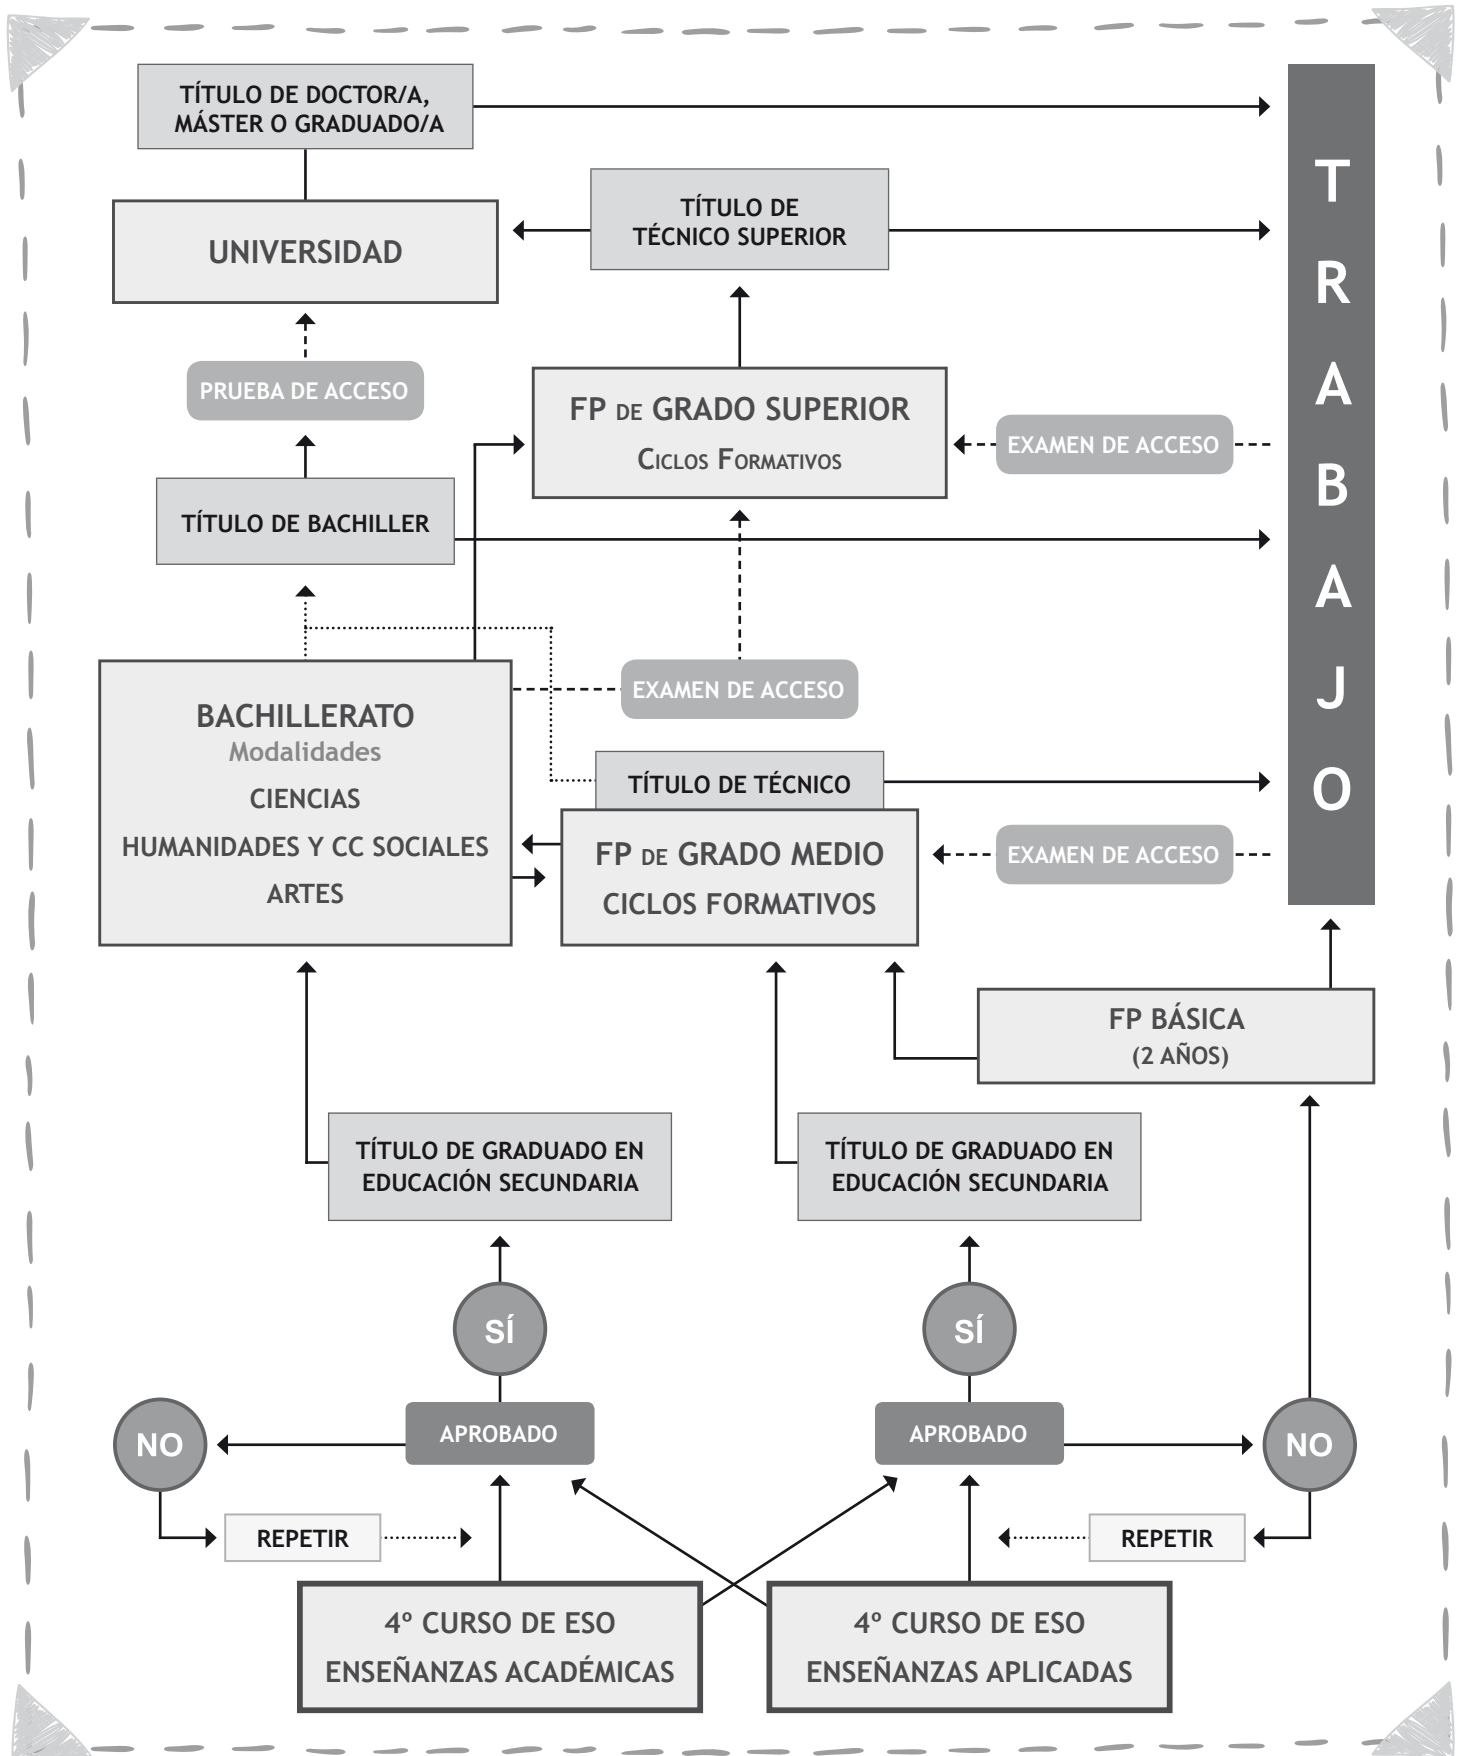 TÍTULO DE DOCTOR/A,
MÁSTER O GRADUADO/A
TÍTULO DE
TÉCNICO SUPERIOR
UNIVERSIDAD
PRUEBA DE ACCESO
FP DE GRADO SUPERIOR
CICLOS FORMATIVOS
EXAMEN DE ACCESO
TÍTULO DE BACHILLER
T
R
A
B
A
J
O
EXAMEN DE ACCESO
BACHILLERATO
Modalidades
CIENCIAS
HUMANIDADES Y CC SOCIALES
ARTES
TÍTULO DE TÉCNICO
FP DE GRADO MEDIO
CICLOS FORMATIVOS
EXAMEN DE ACCESO
FP BÁSICA
(2 AÑOS)
TÍTULO DE GRADUADO EN
EDUCACIÓN SECUNDARIA
TÍTULO DE GRADUADO EN
EDUCACIÓN SECUNDARIA
SÍ
SÍ
NO
APROBADO
APROBADO
NO
REPETIR
REPETIR
4º CURSO DE ESO
ENSEÑANZAS ACADÉMICAS
4º CURSO DE ESO
ENSEÑANZAS APLICADAS